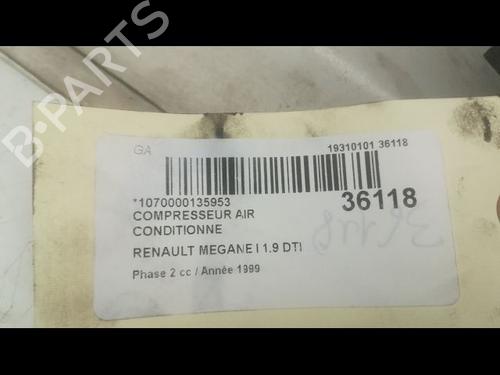 GA
19310101 36118
*1070000135953
36118
COMPRESSEUR AIR
CONDITIONNE
RENAULT MEGANE I 1.9 DTI
Phase 2 cc / Année 1999
36118
B-PARTS